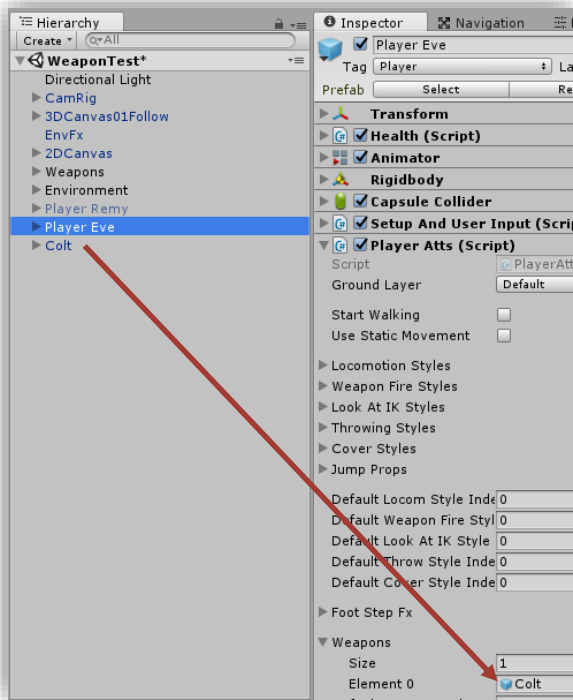 Hierarchy
Create
All
WeaponTest*
Directional Light
CamRig
3DCanvas01Follow
EnvFx
2DCanvas
Weapons
Environment
Player Remy
Player Eve
Colt
Inspector
Navigation
Player Eve
Tag Player La
Prefab Select Re
Transform
Health (Script)
Animator
Rigidbody
Capsule Collider
Setup And User Input (Scrip
Player Atts (Script)
Script PlayerAtt
Ground Layer Default
Start Walking
Use Static Movement
Locomotion Styles
Weapon Fire Styles
Look At IK Styles
Throwing Styles
Cover Styles
Jump Props
Default Locom Style Inde 0
Default Weapon Fire Styl 0
Default Look At IK Style 0
Default Throw Style Inde 0
Default Cover Style Inde 0
Foot Step Fx
Weapons
Size 1
Element 0 Colt